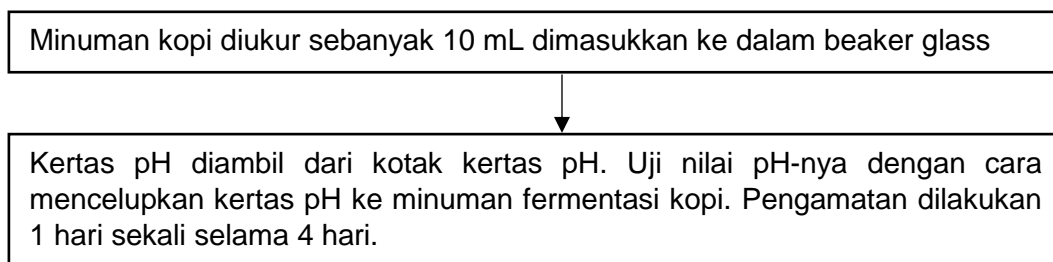 Minuman kopi diukur sebanyak 10 mL dimasukkan ke dalam beaker glass
Kertas pH diambil dari kotak kertas pH. Uji nilai pH-nya dengan cara
mencelupkan kertas pH ke minuman fermentasi kopi. Pengamatan dilakukan
1 hari sekali selama 4 hari.